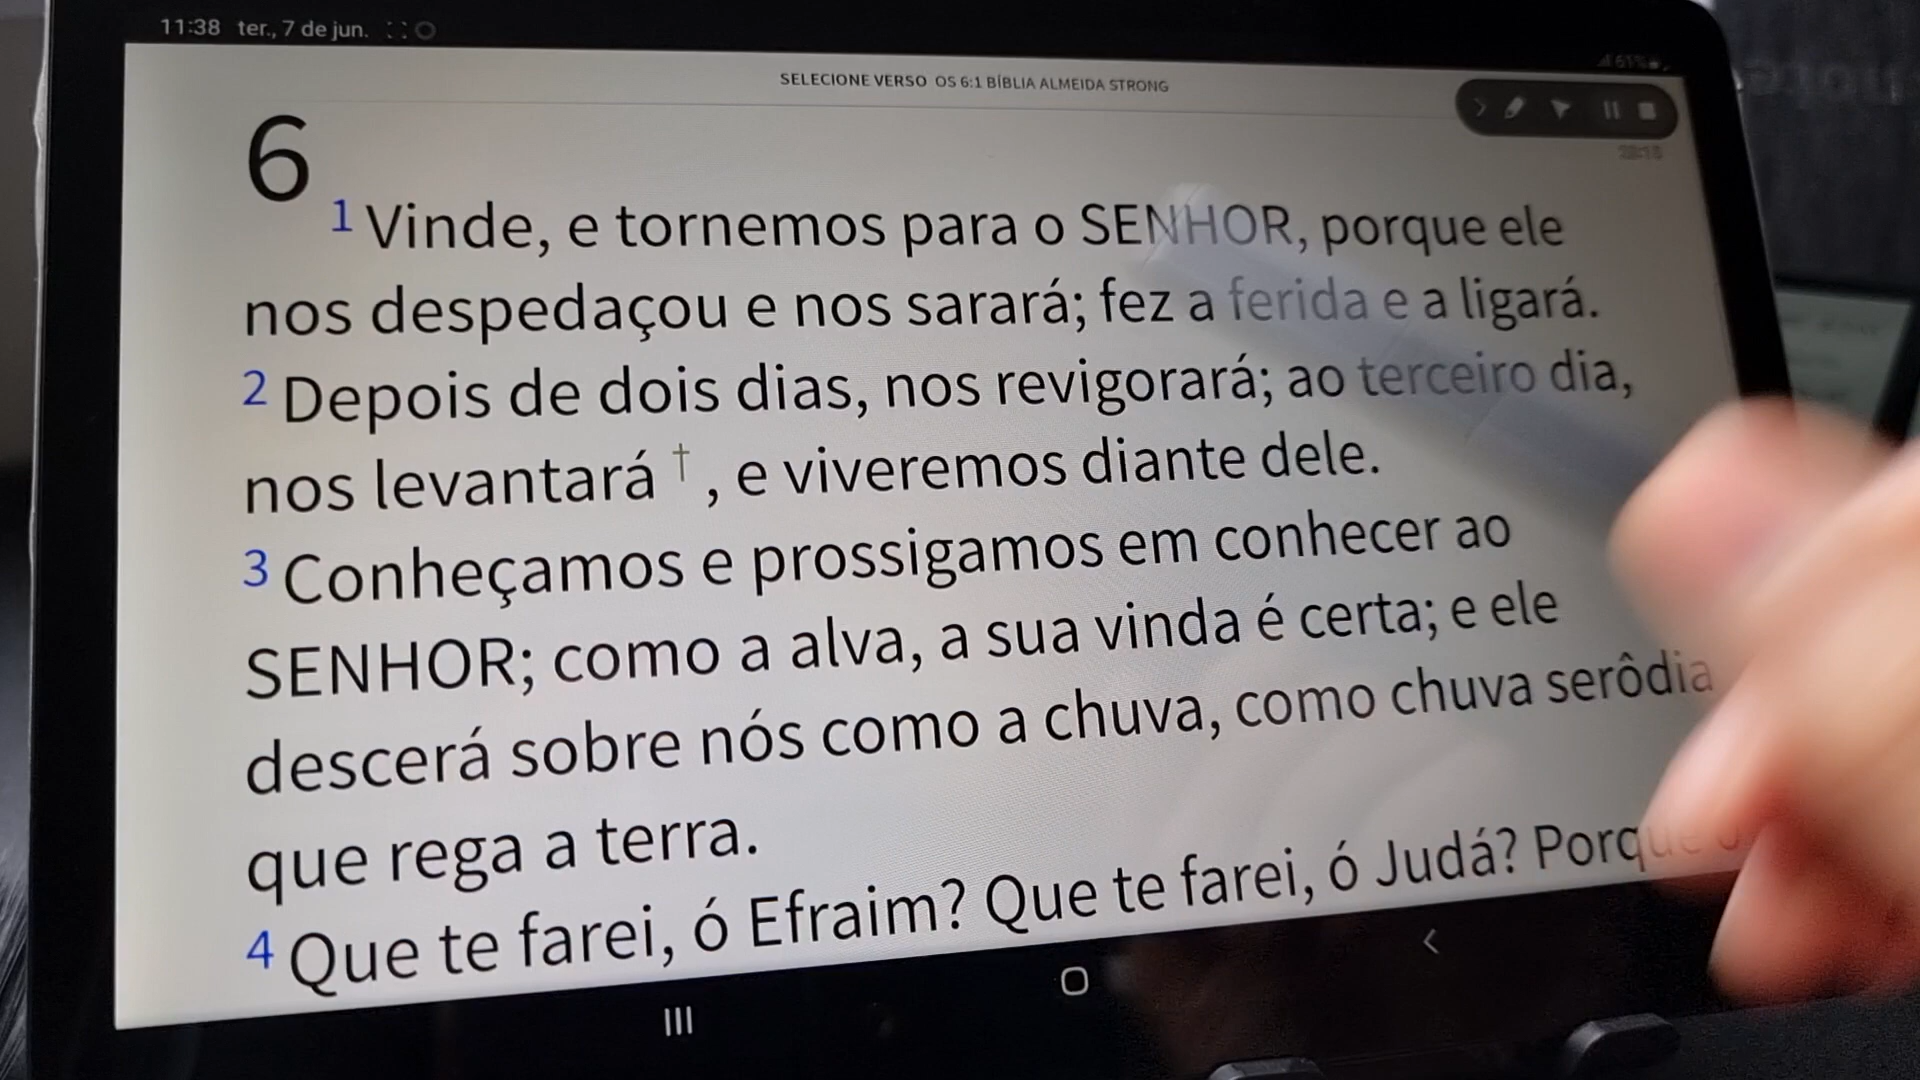 11:38 ter., 7 de jun.
61%
SELECIONE VERSO OS 6:1 BÍBLIA ALMEIDA STRONG
6
1 Vinde, e tornemos para o SENHOR, porque ele
nos despedaçou e nos sarará; fez a ferida e a ligará.
2 Depois de dois dias, nos revigorará; ao terceiro dia,
nos levantará † , e viveremos diante dele.
3 Conheçamos e prossigamos em conhecer ao
SENHOR; como a alva, a sua vinda é certa; e ele
descerá sobre nós como a chuva, como chuva serôdia
que rega a terra.
4 Que te farei, ó Efraim? Que te farei, ó Judá? Porque